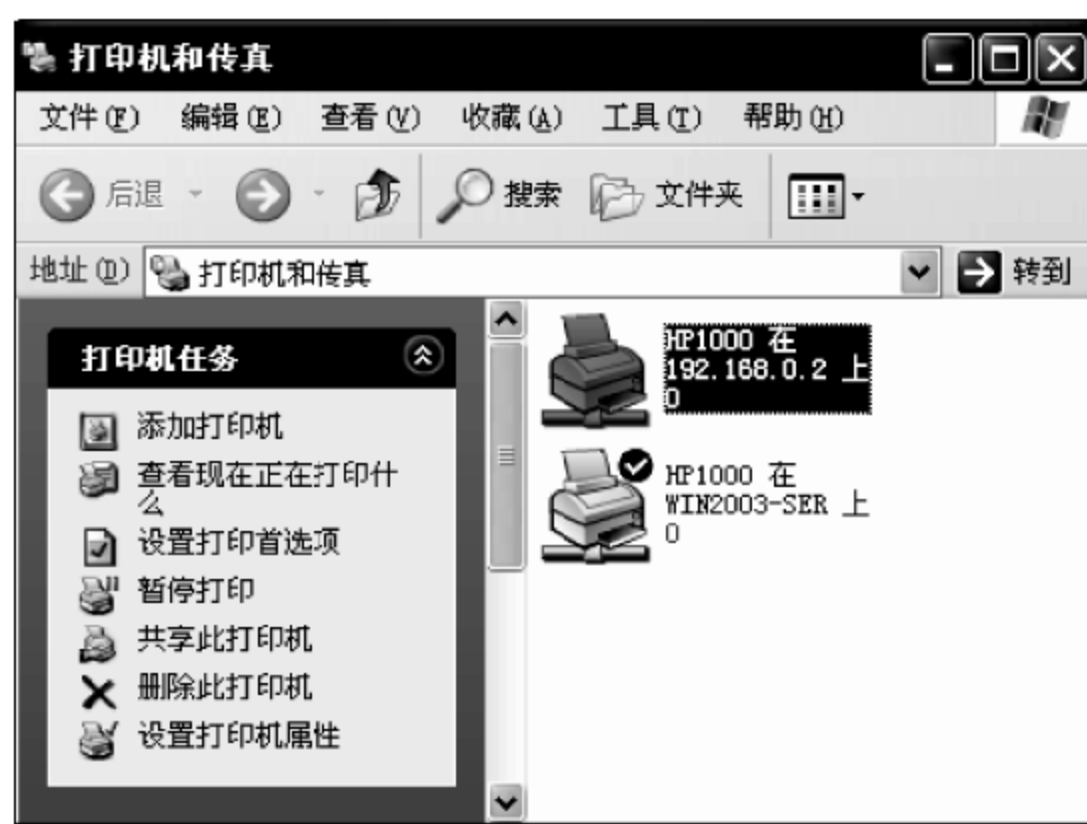 打印机和传真
文件(F) 编辑(E) 查看(V) 收藏(A) 工具(T) 帮助(H)
后退 搜索 文件夹
地址(D) 打印机和传真 转到
打印机任务
添加打印机
查看现在正在打印什
么
设置打印首选项
暂停打印
共享此打印机
删除此打印机
设置打印机属性
HP1000 在
192.168.0.2 上
0
HP1000 在
WIN2003-SER 上
0